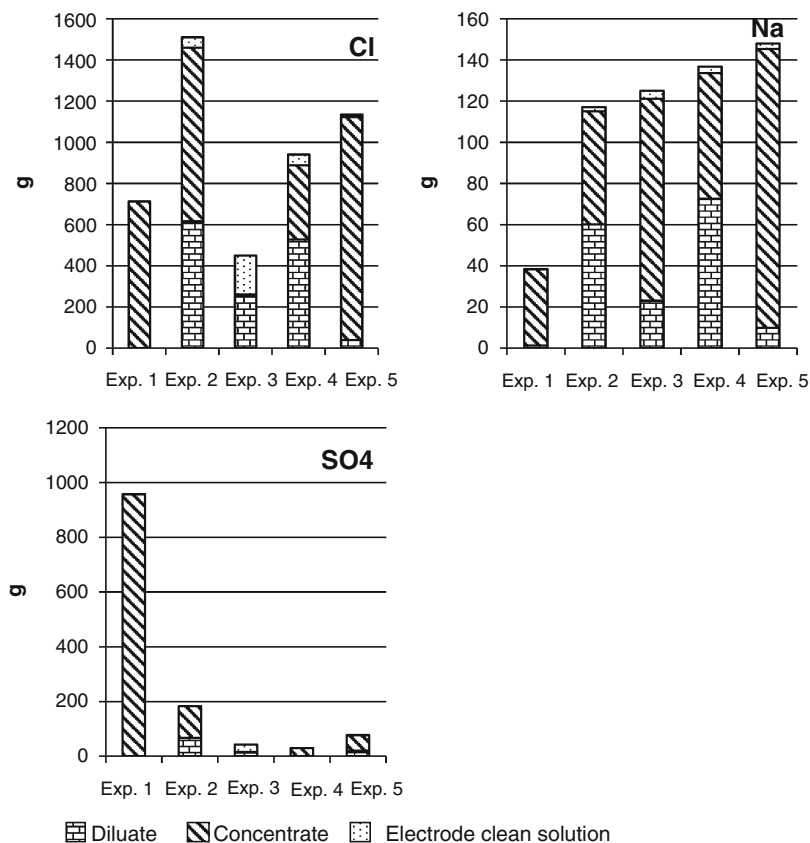 Cl
1600
1400
1200
1000
800
600
400
200
0
g
Exp. 1 Exp. 2 Exp. 3 Exp. 4 Exp. 5
Na
160
140
120
100
80
60
40
20
0
g
Exp. 1 Exp. 2 Exp. 3 Exp. 4 Exp. 5
SO4
1200
1000
800
600
400
200
0
g
Exp. 1 Exp. 2 Exp. 3 Exp. 4 Exp. 5
Diluate Concentrate Electrode clean solution